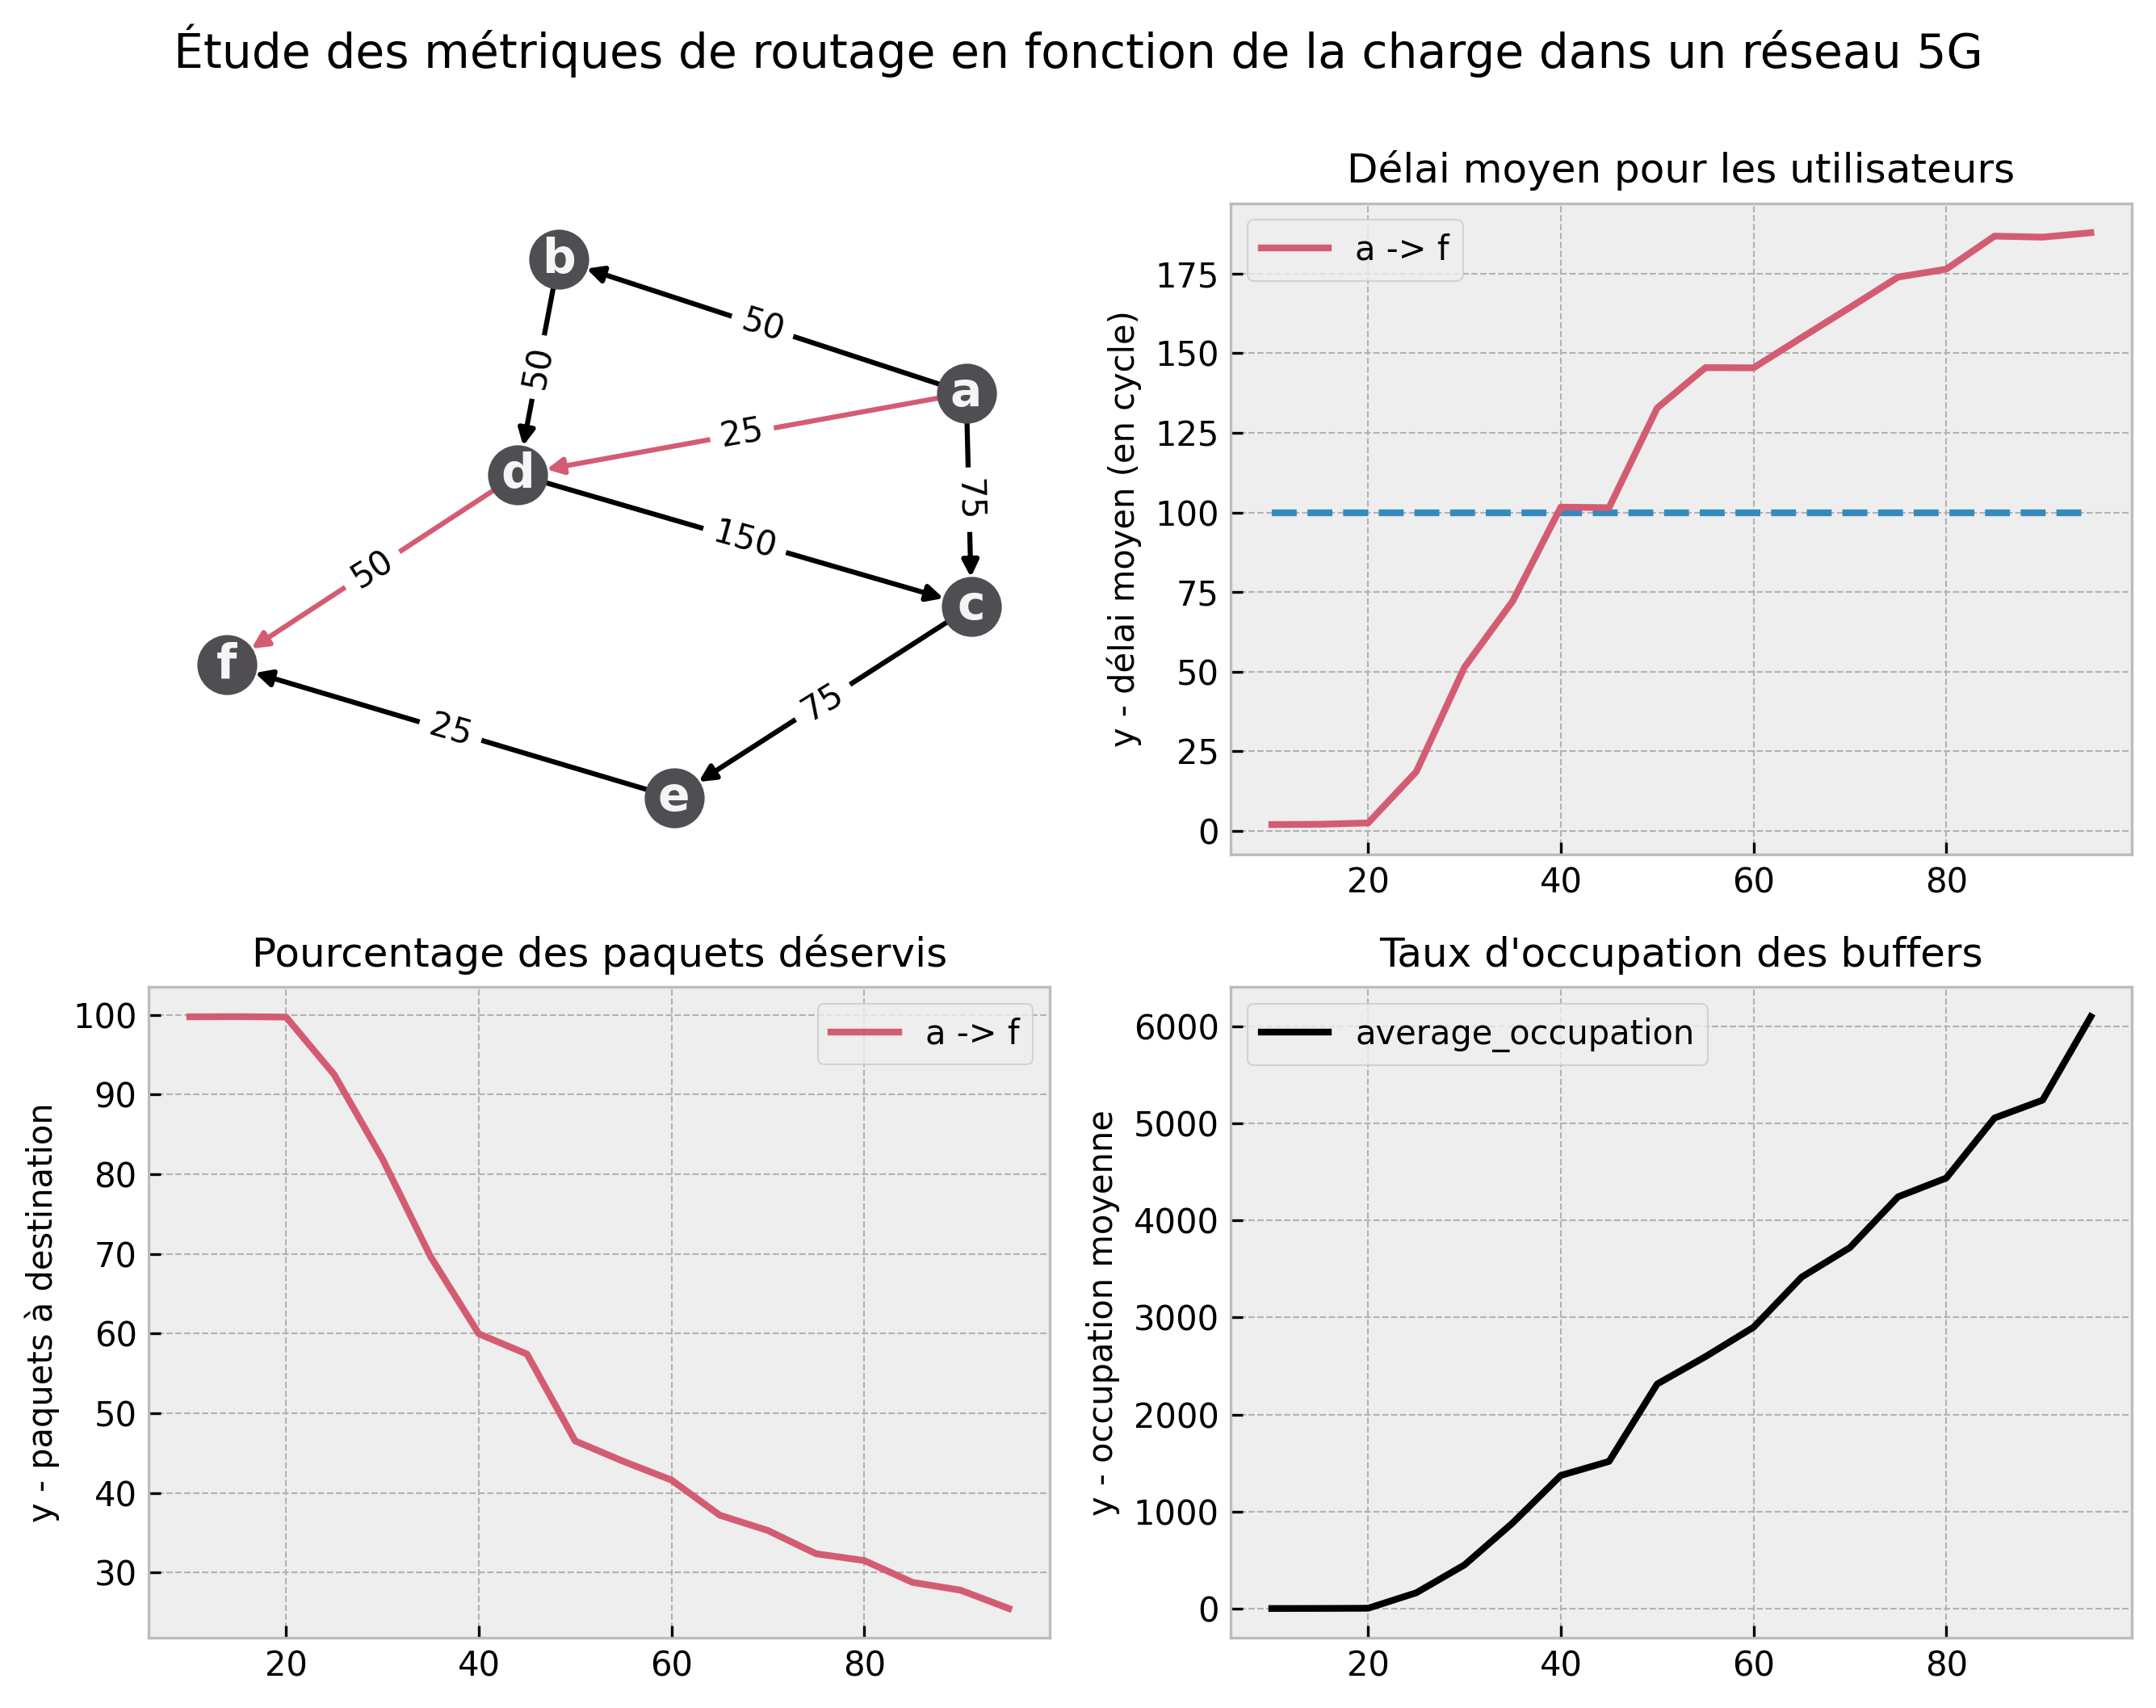 Étude des métriques de routage en fonction de la charge dans un réseau 5G
b
50
a
50
25
d
75
150
50
c
f
75
25
e
Délai moyen pour les utilisateurs
a -> f
y - délai moyen (en cycle)
175
150
125
100
75
50
25
0
20 40 60 80
Pourcentage des paquets déservis
a -> f
y - paquets à destination
100
90
80
70
60
50
40
30
20 40 60 80
Taux d'occupation des buffers
average_occupation
y - occupation moyenne
6000
5000
4000
3000
2000
1000
0
20 40 60 80